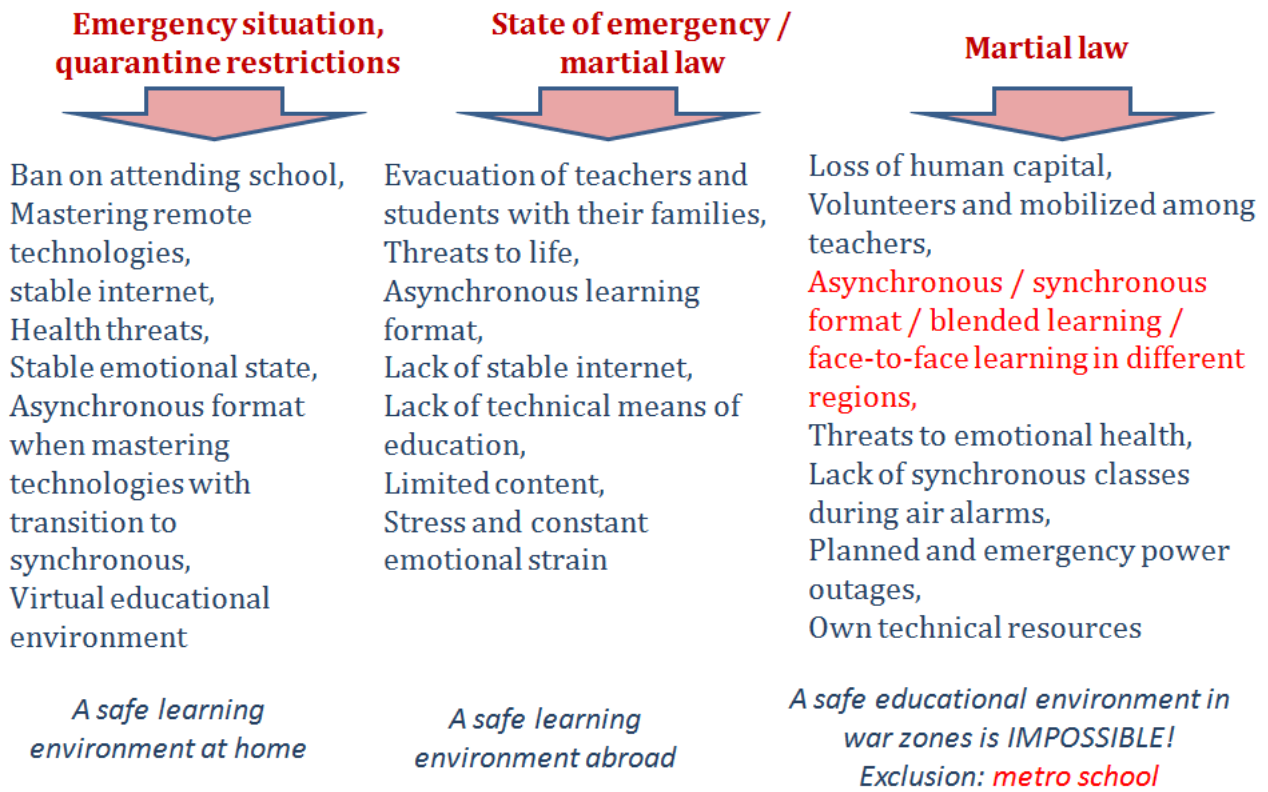 Emergency situation,
quarantine restrictions
Ban on attending school,
Mastering remote
technologies,
stable internet,
Health threats,
Stable emotional state,
Asynchronous format
when mastering
technologies with
transition to
synchronous,
Virtual educational
environment
A safe learning
environment at home
State of emergency /
martial law
Evacuation of teachers and
students with their families,
Threats to life,
Asynchronous learning
format,
Lack of stable internet,
Lack of technical means of
education,
Limited content,
Stress and constant
emotional strain
A safe learning
environment abroad
Martial law
Loss of human capital,
Volunteers and mobilized among
teachers,
Asynchronous / synchronous
format / blended learning /
face-to-face learning in different
regions,
Threats to emotional health,
Lack of synchronous classes
during air alarms,
Planned and emergency power
outages,
Own technical resources
A safe educational environment in
war zones is IMPOSSIBLE!
Exclusion: metro school